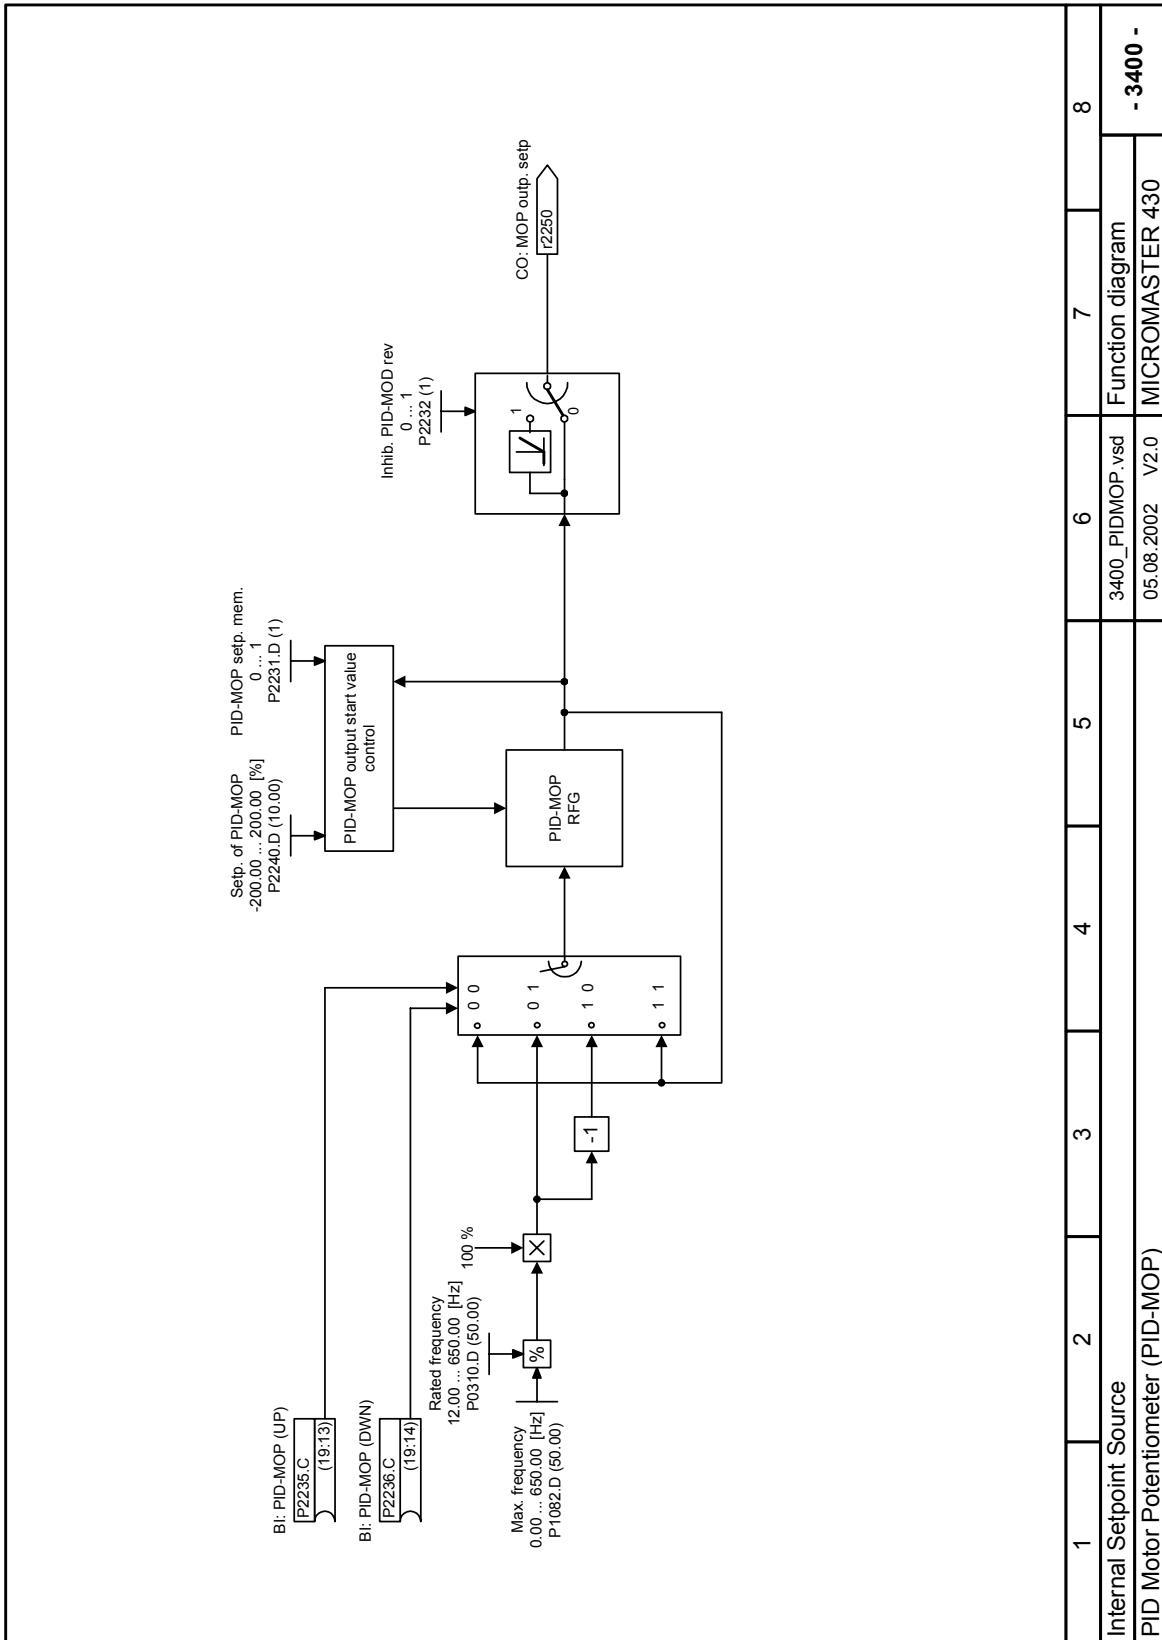 BI: PID-MOP (UP)
P2235.C
(19:13)
BI: PID-MOP (DWN)
P2236.C
(19:14)
Max. frequency
0.00 ... 650.00 [Hz]
P1082.D (50.00)
Rated frequency
12.00 ... 650.00 [Hz]
P0310.D (50.00)
%
100 %
X
-1
0 0
0 1
1 0
1 1
Setp. of PID-MOP
-200.00 ... 200.00 [%]
P2240.D (10.00)
PID-MOP setp. mem.
0 ... 1
P2231.D (1)
PID-MOP output start value
control
PID-MOP
RFG
Inhib. PID-MOD rev
0 ... 1
P2232 (1)
1
0
CO: MOP outp. setp
r2250
1
2
3
4
5
6
7
8
Internal Setpoint Source
3400_PIDMOP.vsd
Function diagram
- 3400 -
PID Motor Potentiometer (PID-MOP)
05.08.2002 V2.0
MICROMASTER 430